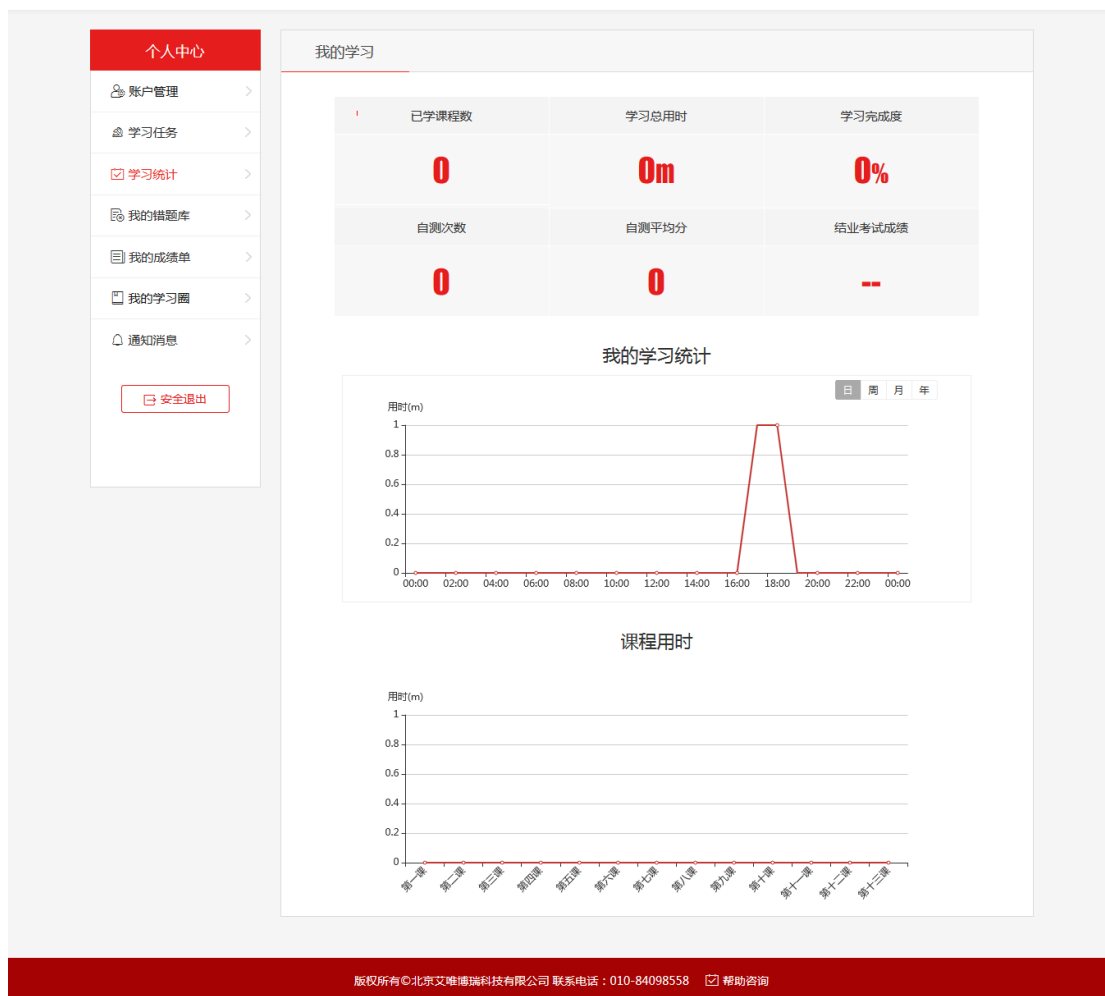 个人中心
账户管理
学习任务
学习统计
我的错题库
我的成绩单
我的学习圈
通知消息
安全退出
我的学习
已学课程数 学习总用时 学习完成度
0 0m 0%
自测次数 自测平均分 结业考试成绩
0 0 --
我的学习统计
日 周 月 年
用时(m)
1
0.8
0.6
0.4
0.2
0
00:00 02:00 04:00 06:00 08:00 10:00 12:00 14:00 16:00 18:00 20:00 22:00 00:00
课程用时
用时(m)
1
0.8
0.6
0.4
0.2
0
第一课 第二课 第三课 第四课 第五课 第六课 第七课 第八课 第九课 第十课 第十一课 第十二课 第十三课
版权所有©北京艾唯博瑞科技有限公司 联系电话：010-84098558 帮助咨询